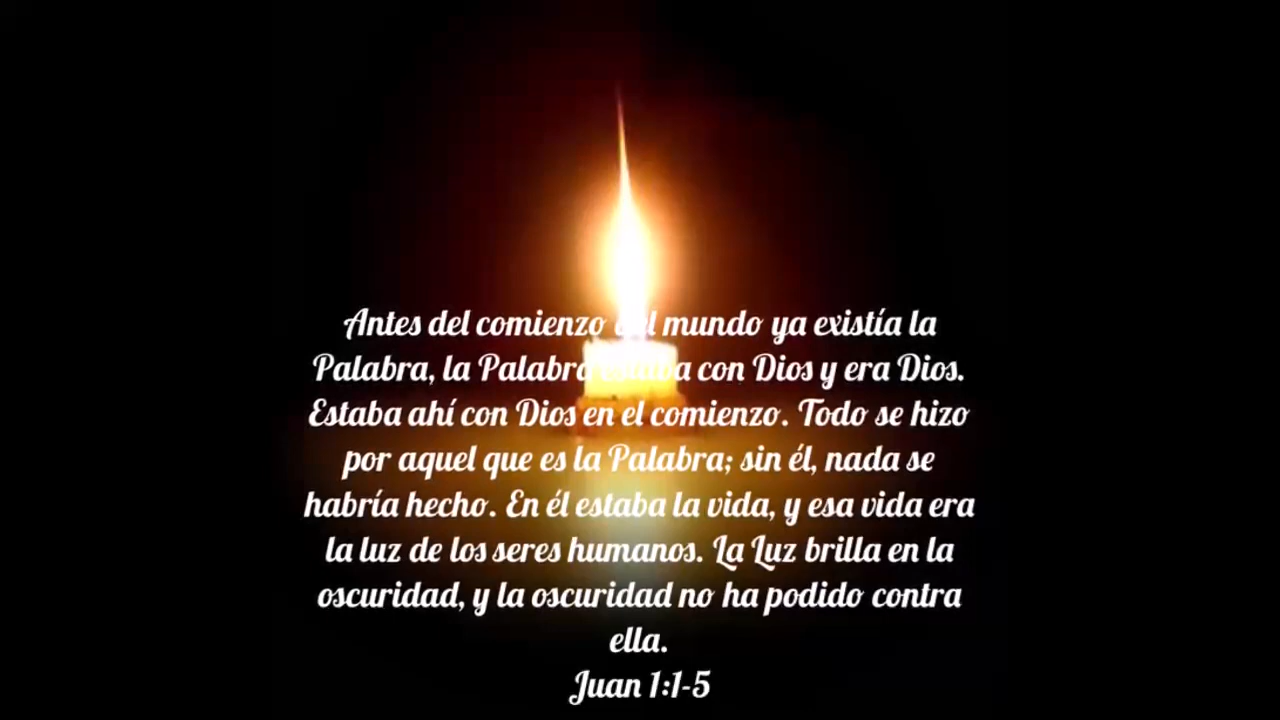 Antes del comienzo del mundo ya existía la
Palabra, la Palabra estaba con Dios y era Dios.
Estaba ahí con Dios en el comienzo. Todo se hizo
por aquel que es la Palabra; sin él, nada se
habría hecho. En él estaba la vida, y esa vida era
la luz de los seres humanos. La Luz brilla en la
oscuridad, y la oscuridad no ha podido contra
ella.
Juan 1:1-5